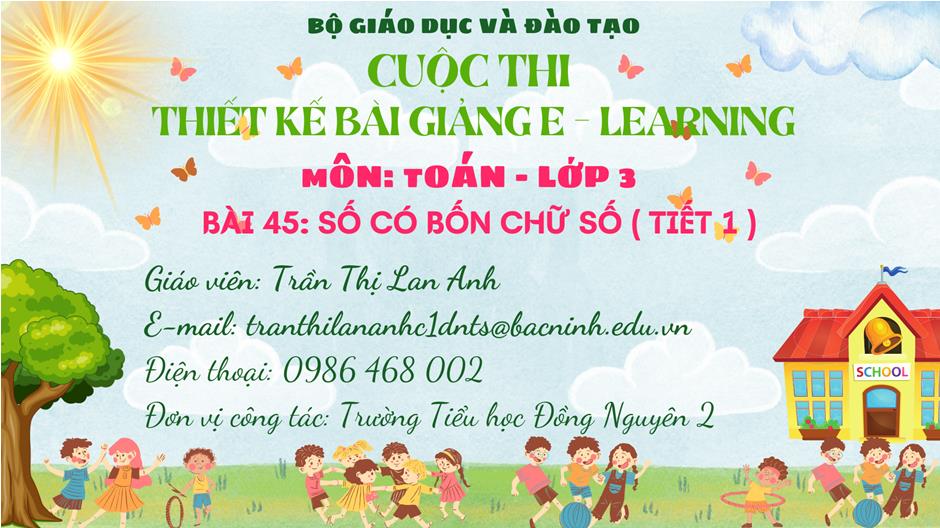 BỘ GIÁO DỤC VÀ ĐÀO TẠO
CUỘC THI
THIẾT KẾ BÀI GIẢNG E - LEARNING
MÔN: TOÁN - LỚP 3
BÀI 45: SỐ CÓ BỐN CHỮ SỐ ( TIẾT 1 )
Giáo viên: Trần Thị Lan Anh
E-mail: tranthilananhc1dnts@bacninh.edu.vn
Điện thoại: 0986 468 002
SCHOOL
Đơn vị công tác: Trường Tiểu học Đồng Nguyên 2